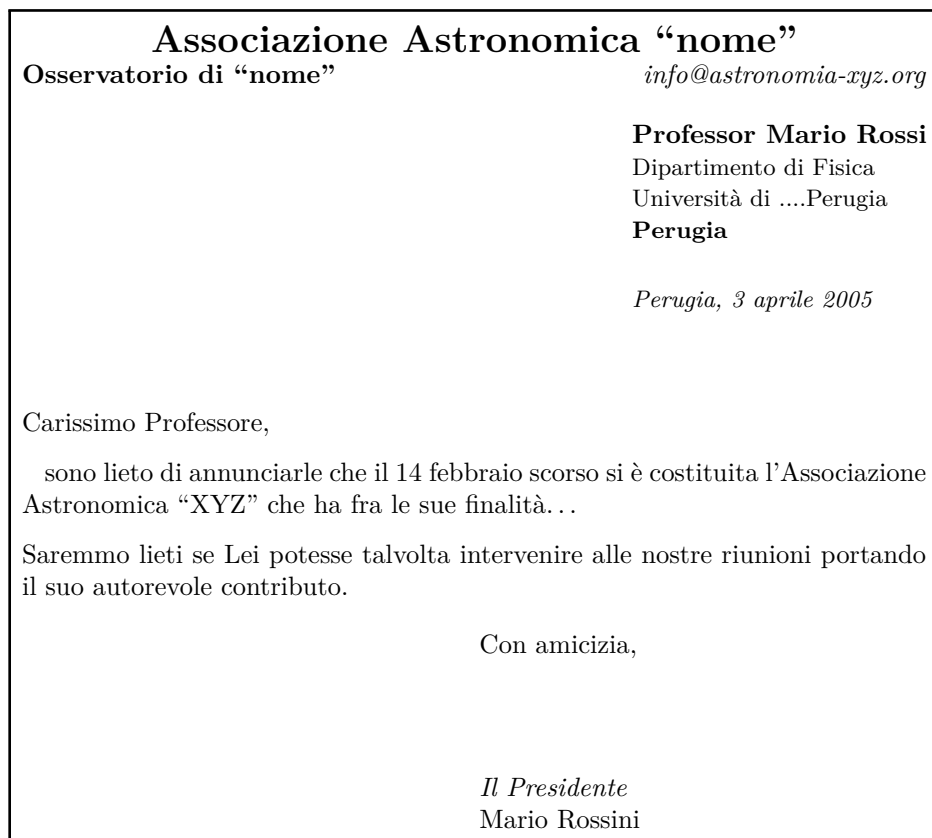 Associazione Astronomica “nome”
Osservatorio di “nome” info@astronomia-xyz.org
Professor Mario Rossi
Dipartimento di Fisica
Università di ....Perugia
Perugia
Perugia, 3 aprile 2005
Carissimo Professore,
sono lieto di annunciarle che il 14 febbraio scorso si è costituita l’Associazione
Astronomica “XYZ” che ha fra le sue finalità...
Saremmo lieti se Lei potesse talvolta intervenire alle nostre riunioni portando
il suo autorevole contributo.
Con amicizia,
Il Presidente
Mario Rossini